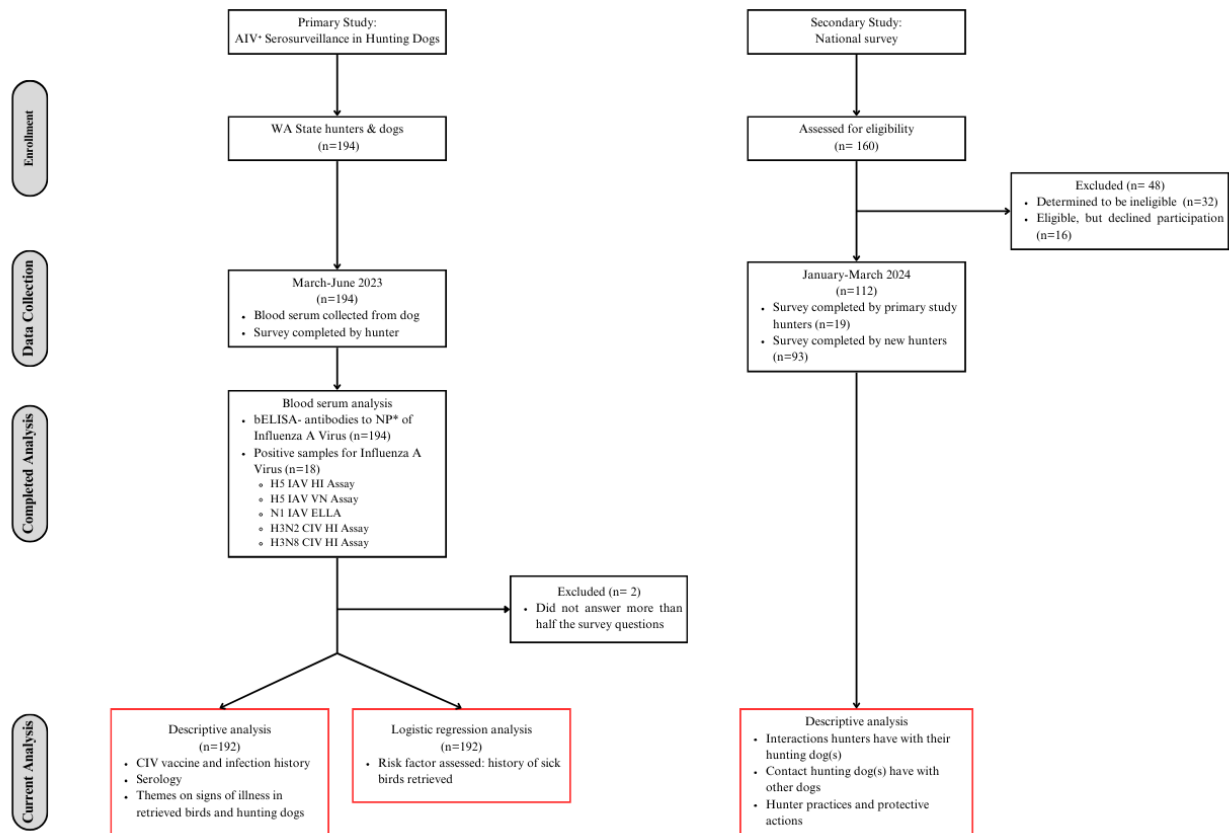 Primary Study:
AIV⁺ Serosurveillance in Hunting Dogs
Secondary Study:
National survey
Enrollment
WA State hunters & dogs
(n=194)
Assessed for eligibility
(n= 160)
Excluded (n= 48)
• Determined to be ineligible (n=32)
• Eligible, but declined participation
(n=16)
Data Collection
March-June 2023
(n=194)
• Blood serum collected from dog
• Survey completed by hunter
January-March 2024
(n=112)
• Survey completed by primary study
hunters (n=19)
• Survey completed by new hunters
(n=93)
Completed Analysis
Blood serum analysis
• bELISA- antibodies to NP* of
Influenza A Virus (n=194)
• Positive samples for Influenza A
Virus (n=18)
◦ H5 IAV HI Assay
◦ H5 IAV VN Assay
◦ N1 IAV ELLA
◦ H3N2 CIV HI Assay
◦ H3N8 CIV HI Assay
Excluded (n= 2)
• Did not answer more than
half the survey questions
Current Analysis
Descriptive analysis
(n=192)
• CIV vaccine and infection history
• Serology
• Themes on signs of illness in
retrieved birds and hunting dogs
Logistic regression analysis
(n=192)
• Risk factor assessed: history of sick
birds retrieved
Descriptive analysis
• Interactions hunters have with their
hunting dog(s)
• Contact hunting dog(s) have with
other dogs
• Hunter practices and protective
actions